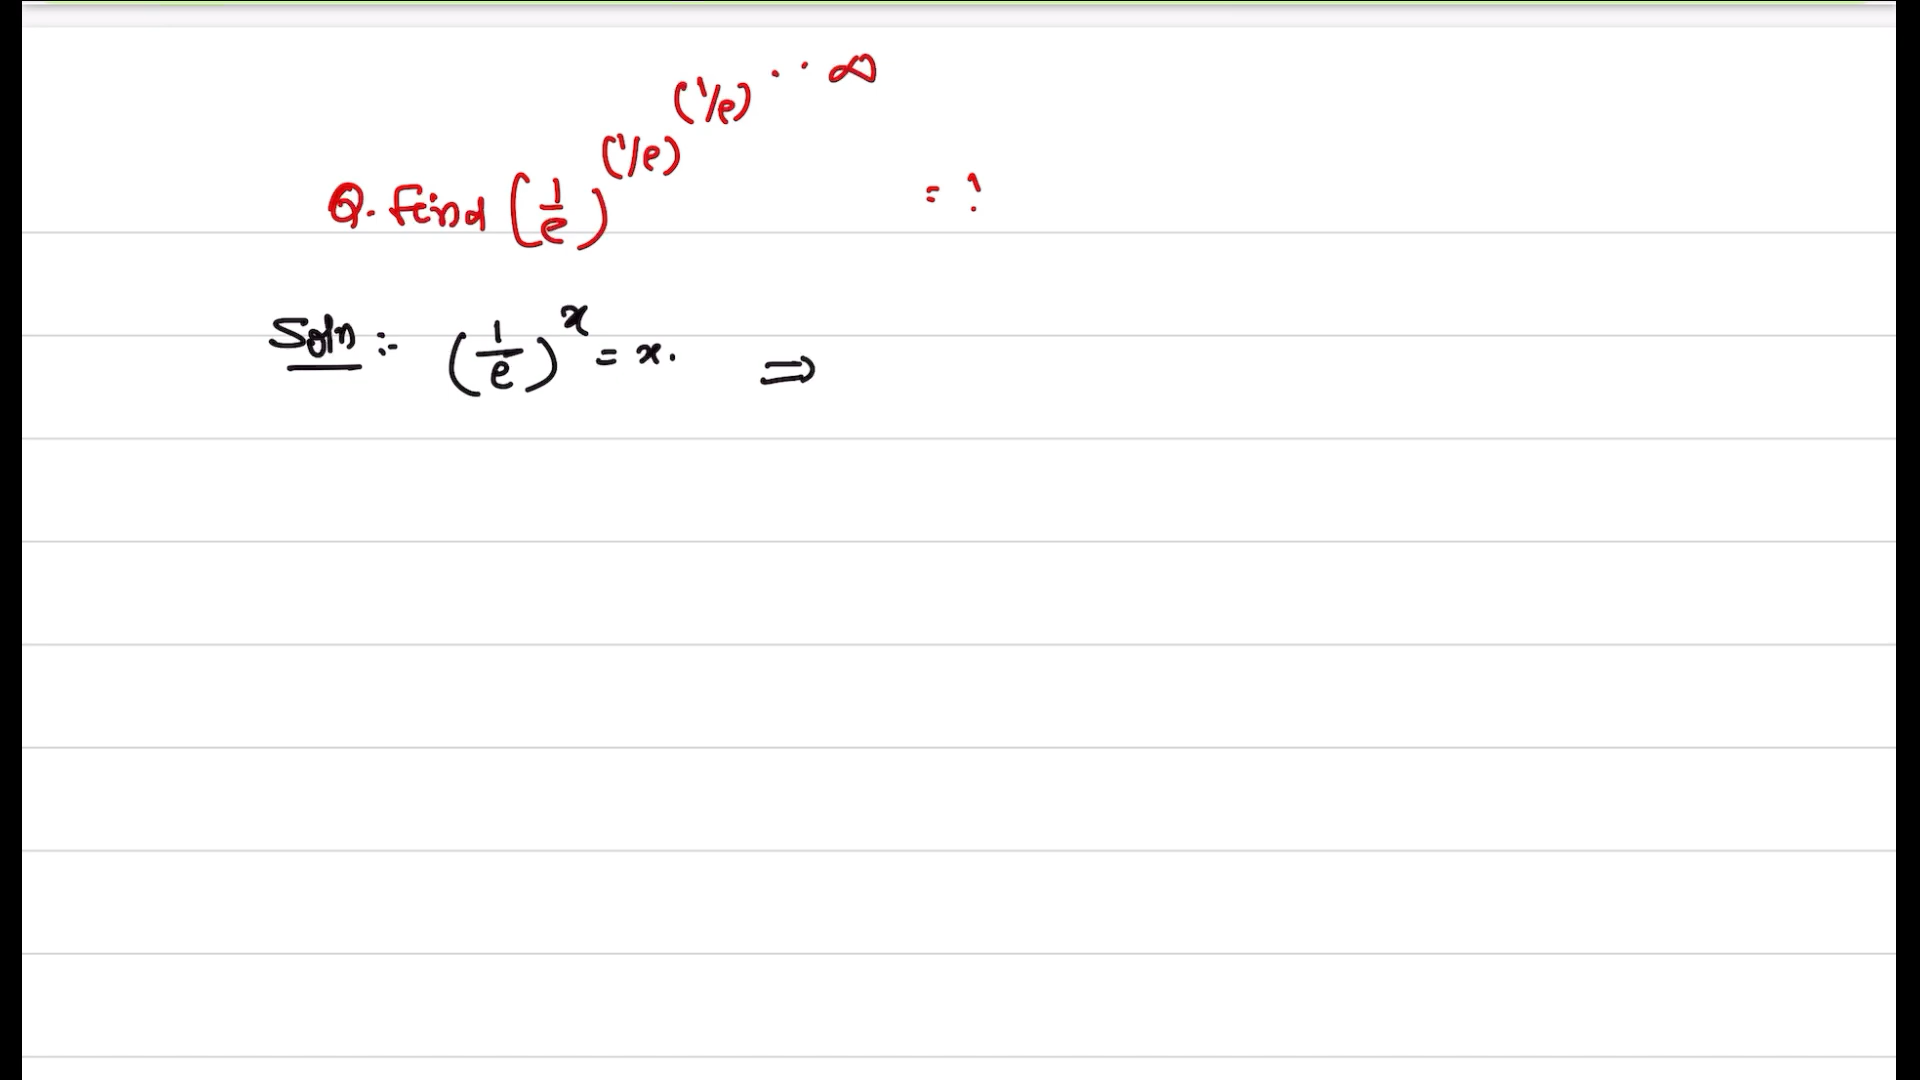 Q. Find (1/e)^(1/e)^(1/e)^..∞ = ?
Soln :- (1/e)^x = x. ⇒